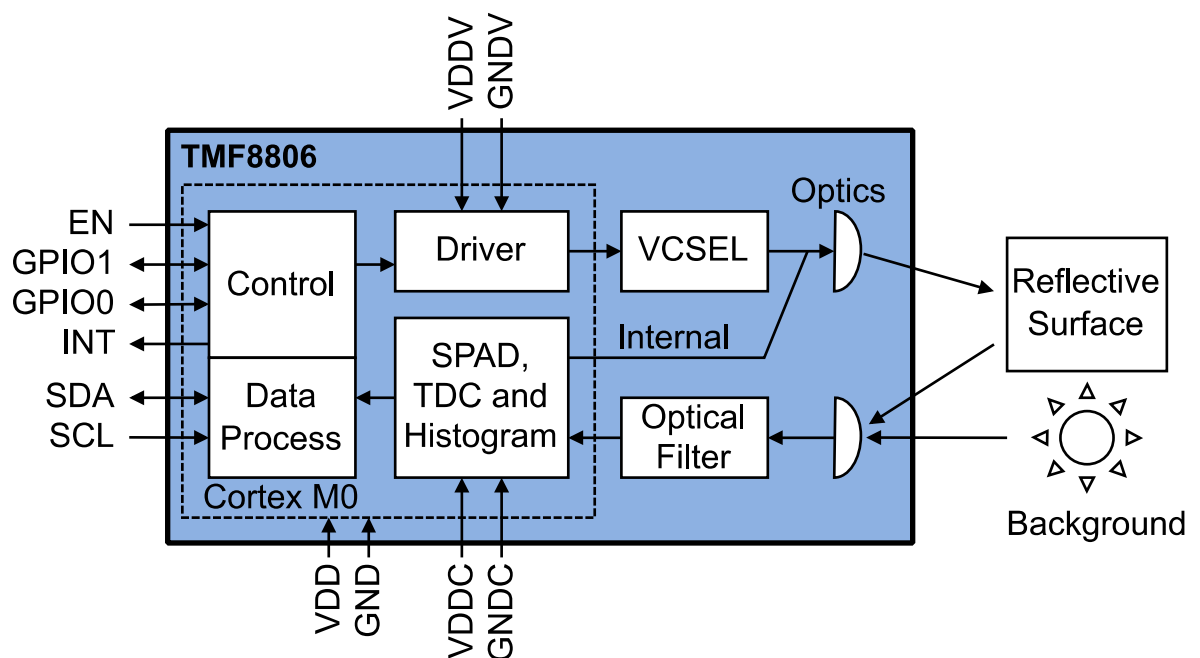 VDDV
GNDV
TMF8806
Optics
EN
GPIO1
GPIO0
INT
SDA
SCL
Control
Driver
VCSEL
Reflective
Surface
Internal
Data
Process
SPAD,
TDC and
Histogram
Optical
Filter
Cortex M0
Background
VDD
GND
VDDC
GNDC